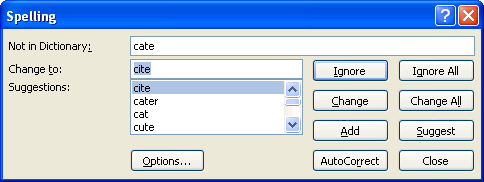 Spelling
Not in Dictionary: cate
Change to: cite Ignore Ignore All
Suggestions: cite
cater Change Change All
cat
cute Add Suggest
Options... AutoCorrect Close